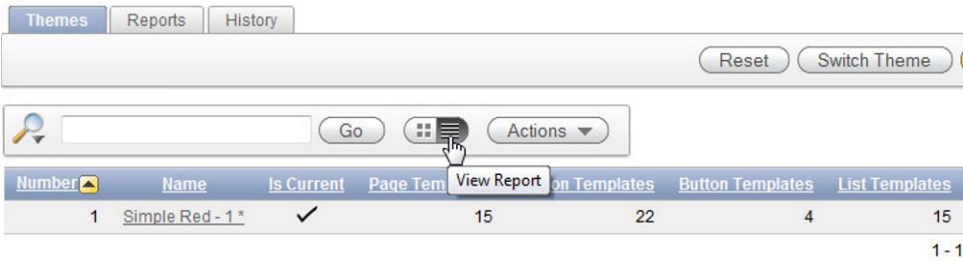 Themes Reports History
Reset Switch Theme
Go Actions
View Report
Number Name Is Current Page Tem on Templates Button Templates List Templates
1 Simple Red - 1 * 15 22 4 15
1 - 1